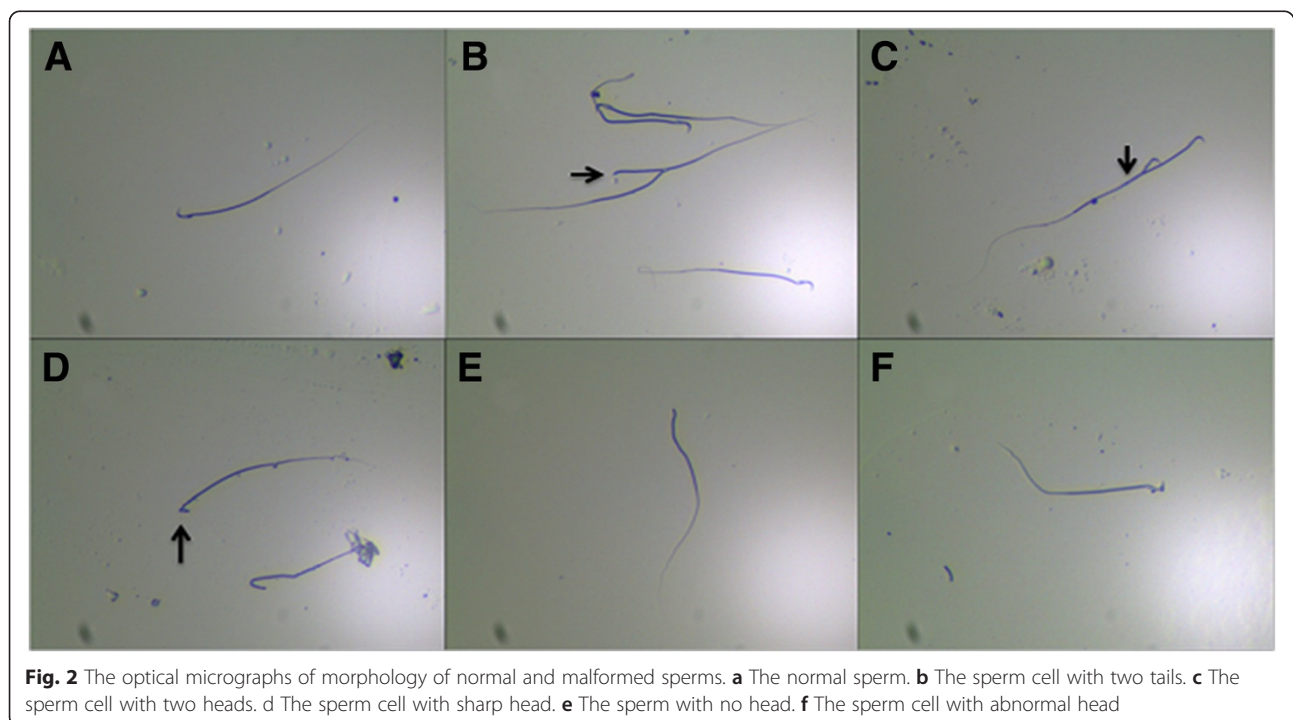 A
B
C
D
E
F
Fig. 2 The optical micrographs of morphology of normal and malformed sperms. a The normal sperm. b The sperm cell with two tails. c The
sperm cell with two heads. d The sperm cell with sharp head. e The sperm with no head. f The sperm cell with abnormal head